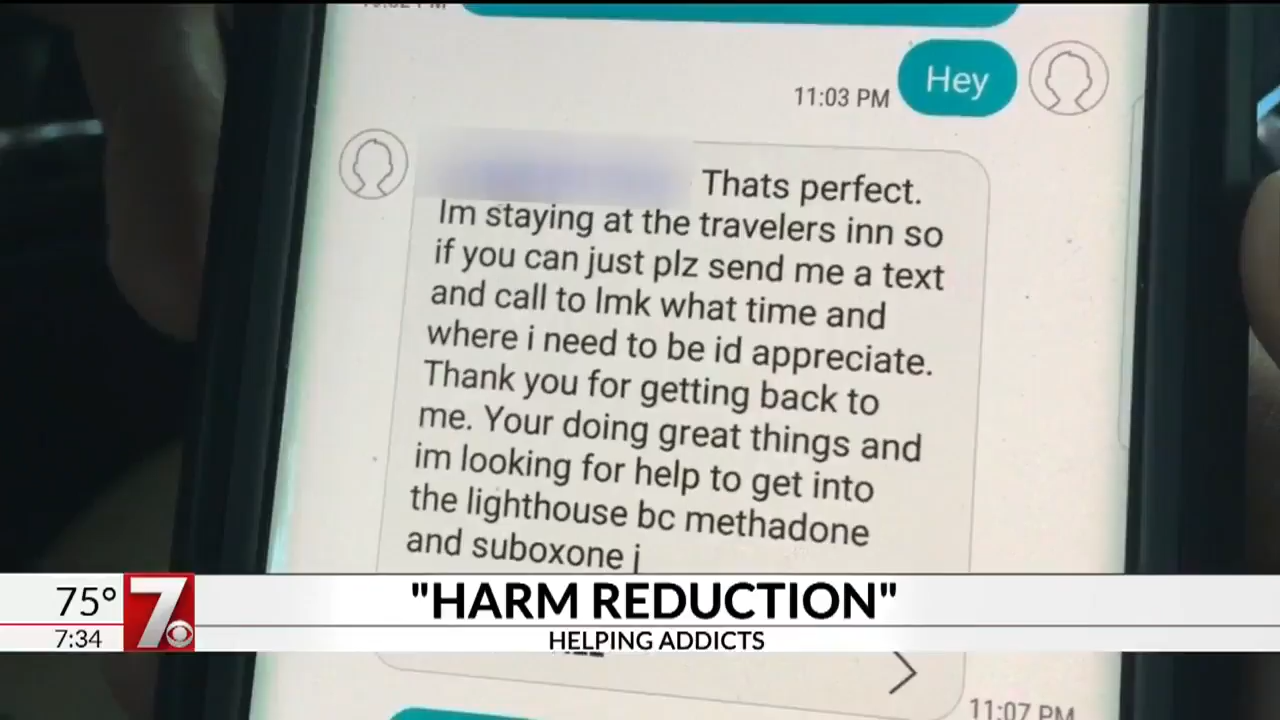 Hey
11:03 PM
Thats perfect.
Im staying at the travelers inn so
if you can just plz send me a text
and call to lmk what time and
where i need to be id appreciate.
Thank you for getting back to
me. Your doing great things and
im looking for help to get into
the lighthouse bc methadone
and suboxone j
75° 7 "HARM REDUCTION"
7:34 HELPING ADDICTS
11:07 PM